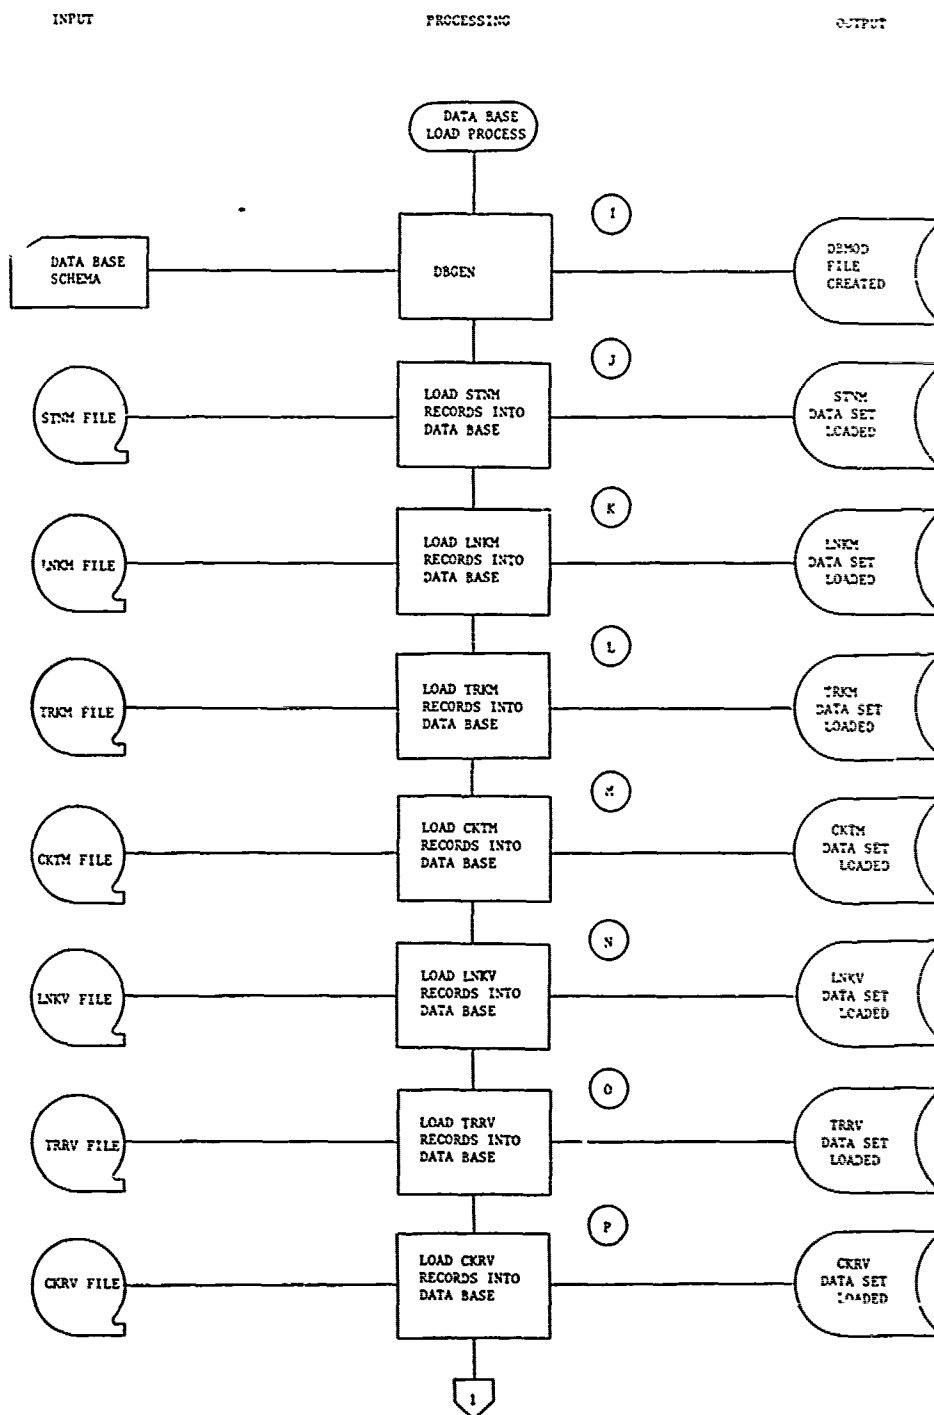 INPUT
PROCESSING
OUTPUT
DATA BASE
LOAD PROCESS
I
DATA BASE
SCHEMA
DBGEN
DBMOD
FILE
CREATED
J
STNM FILE
LOAD STNM
RECORDS INTO
DATA BASE
STNM
DATA SET
LOADED
K
LNKM FILE
LOAD LNKM
RECORDS INTO
DATA BASE
LNKM
DATA SET
LOADED
L
TRKM FILE
LOAD TRKM
RECORDS INTO
DATA BASE
TRKM
DATA SET
LOADED
M
CKTM FILE
LOAD CKTM
RECORDS INTO
DATA BASE
CKTM
DATA SET
LOADED
N
LNKV FILE
LOAD LNKV
RECORDS INTO
DATA BASE
LNKV
DATA SET
LOADED
O
TRRV FILE
LOAD TRRV
RECORDS INTO
DATA BASE
TRRV
DATA SET
LOADED
P
CKRV FILE
LOAD CKRV
RECORDS INTO
DATA BASE
CKRV
DATA SET
LOADED
1